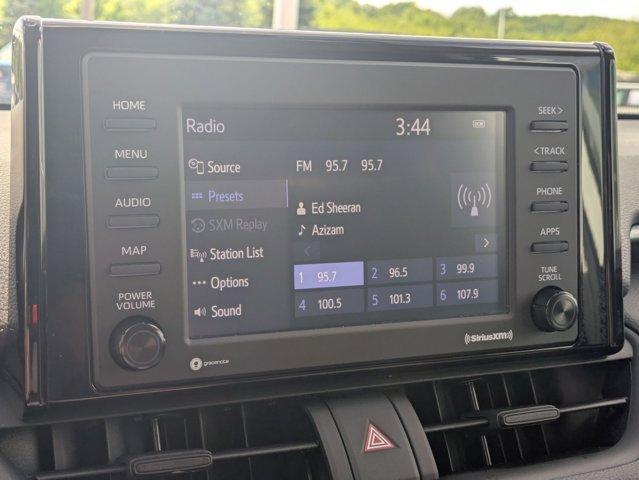 HOME
MENU
AUDIO
MAP
POWER
VOLUME
Radio
3:44
Source
Presets
SXM Replay
Station List
Options
Sound
FM 95.7 95.7
Ed Sheeran
Azizam
1 95.7 2 96.5 3 99.9
4 100.5 5 101.3 6 107.9
SEEK >
< TRACK
PHONE
APPS
TUNE
SCROLL
gracenote
((SiriusXM))